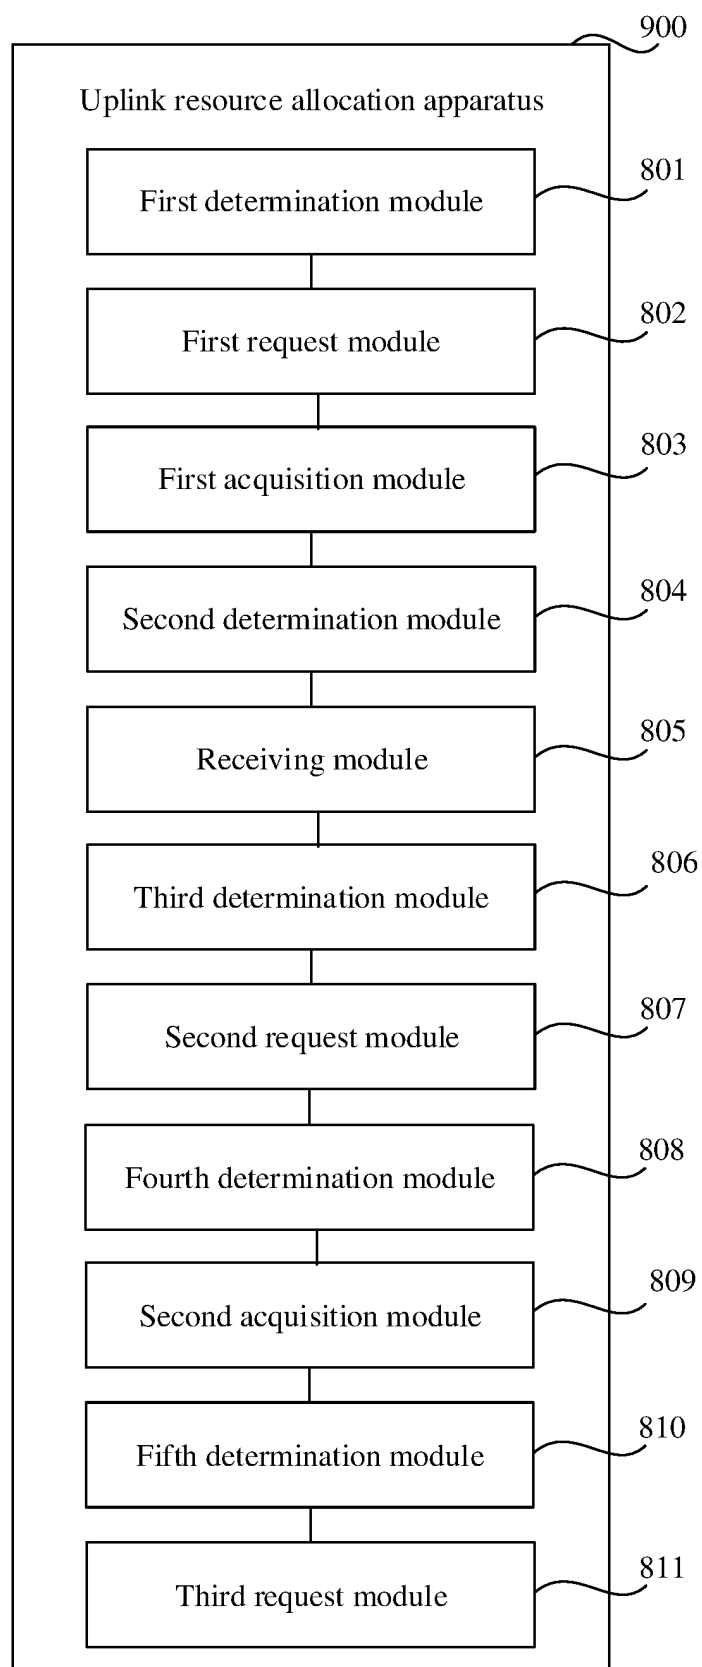 900
Uplink resource allocation apparatus
801
First determination module
802
First request module
803
First acquisition module
804
Second determination module
805
Receiving module
806
Third determination module
807
Second request module
808
Fourth determination module
809
Second acquisition module
810
Fifth determination module
811
Third request module